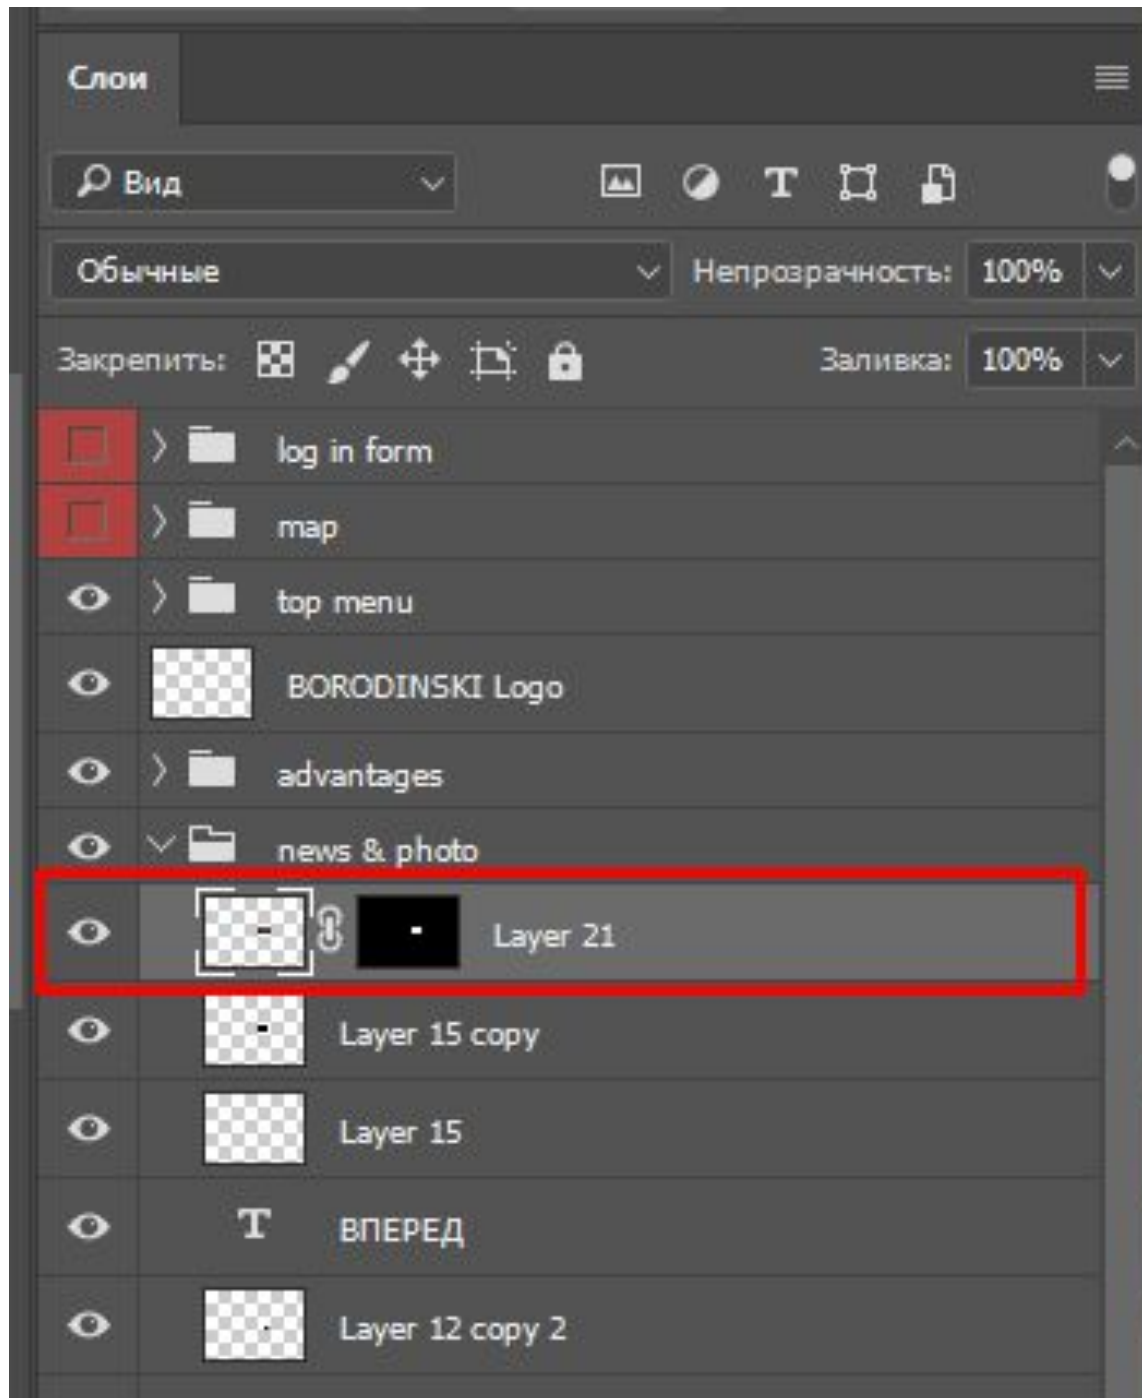 Слои
Вид
Обычные Непрозрачность: 100%
Закрепить: Заливка: 100%
log in form
map
top menu
BORODINSKI Logo
advantages
news & photo
Layer 21
Layer 15 copy
Layer 15
T ВПЕРЕД
Layer 12 copy 2